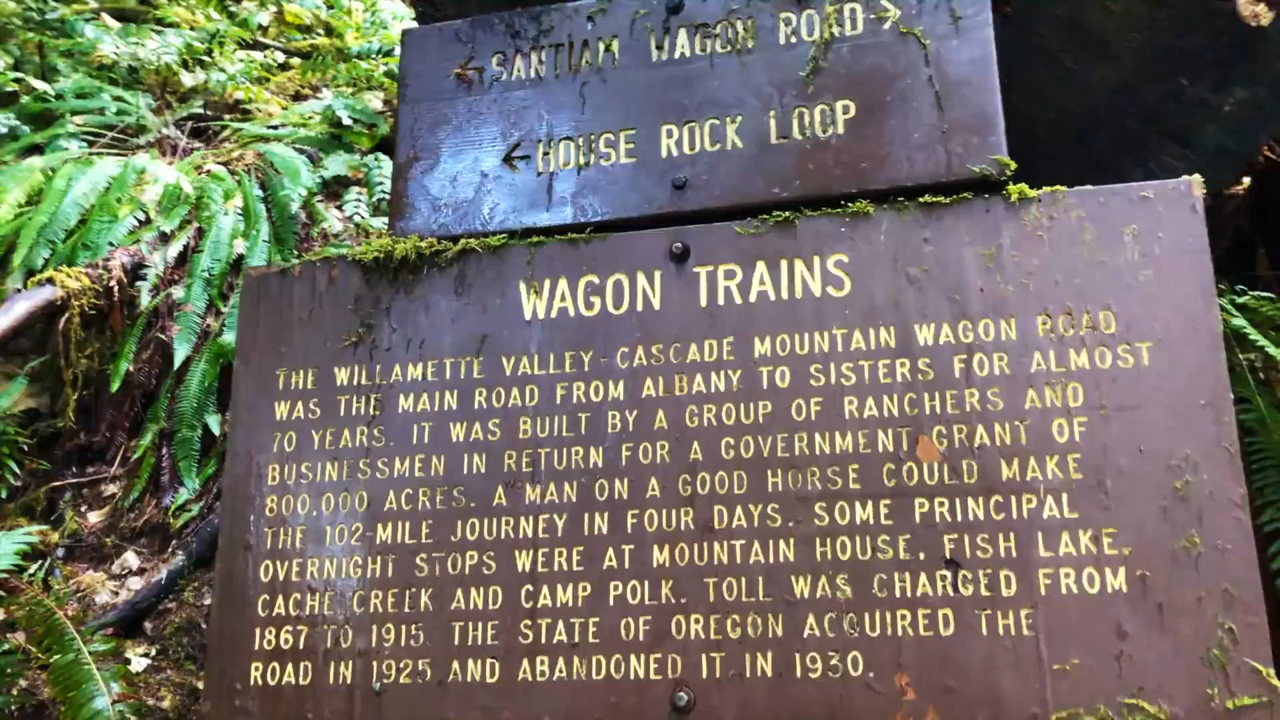 ←SANTIAM WAGON ROAD→
←HOUSE ROCK LOOP
WAGON TRAINS
THE WILLAMETTE VALLEY-CASCADE MOUNTAIN WAGON ROAD
WAS THE MAIN ROAD FROM ALBANY TO SISTERS FOR ALMOST
70 YEARS. IT WAS BUILT BY A GROUP OF RANCHERS AND
BUSINESSMEN IN RETURN FOR A GOVERNMENT GRANT OF
800,000 ACRES. A MAN ON A GOOD HORSE COULD MAKE
THE 102-MILE JOURNEY IN FOUR DAYS. SOME PRINCIPAL
OVERNIGHT STOPS WERE AT MOUNTAIN HOUSE, FISH LAKE,
CACHE CREEK AND CAMP POLK. TOLL WAS CHARGED FROM
1867 TO 1915. THE STATE OF OREGON ACQUIRED THE
ROAD IN 1925 AND ABANDONED IT IN 1930.